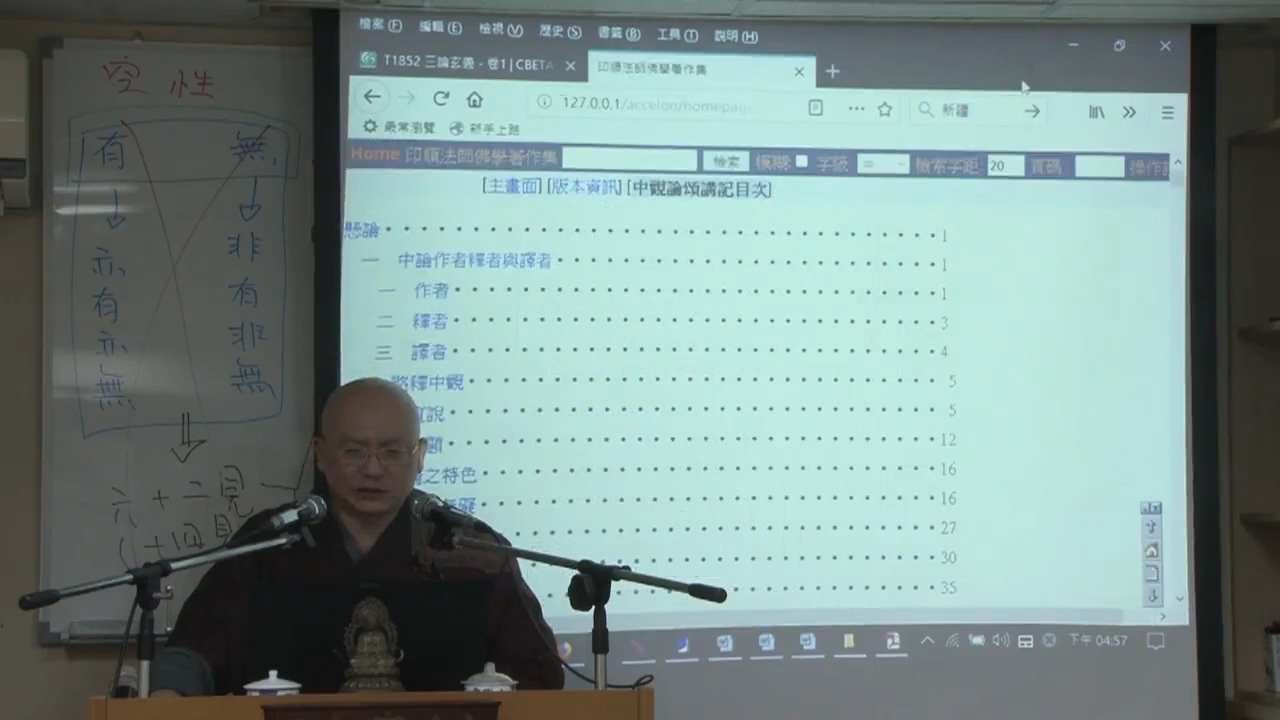 空性
有 無
↓ ↓
亦有亦無 非有非無
六十二見
檔案(F) 編輯(E) 檢視(V) 歷史(S) 書籤(B) 工具(T) 說明(H)
T1852 三論玄義 - 卷1 | CBETA
印順法師佛學著作集
127.0.0.1/accelon/homepage
新疆
最常瀏覽 新手上路
Home 印順法師佛學著作集 檢索 模糊 字級 = 檢索字距 20 頁碼
[主畫面] [版本資訊] [中觀論頌講記目次]
懸論 1
一 中論作者釋者與譯者 1
一 作者 1
二 釋者 3
三 譯者 4
略釋中觀 5
5
12
之特色 16
16
27
30
35
下午 04:57